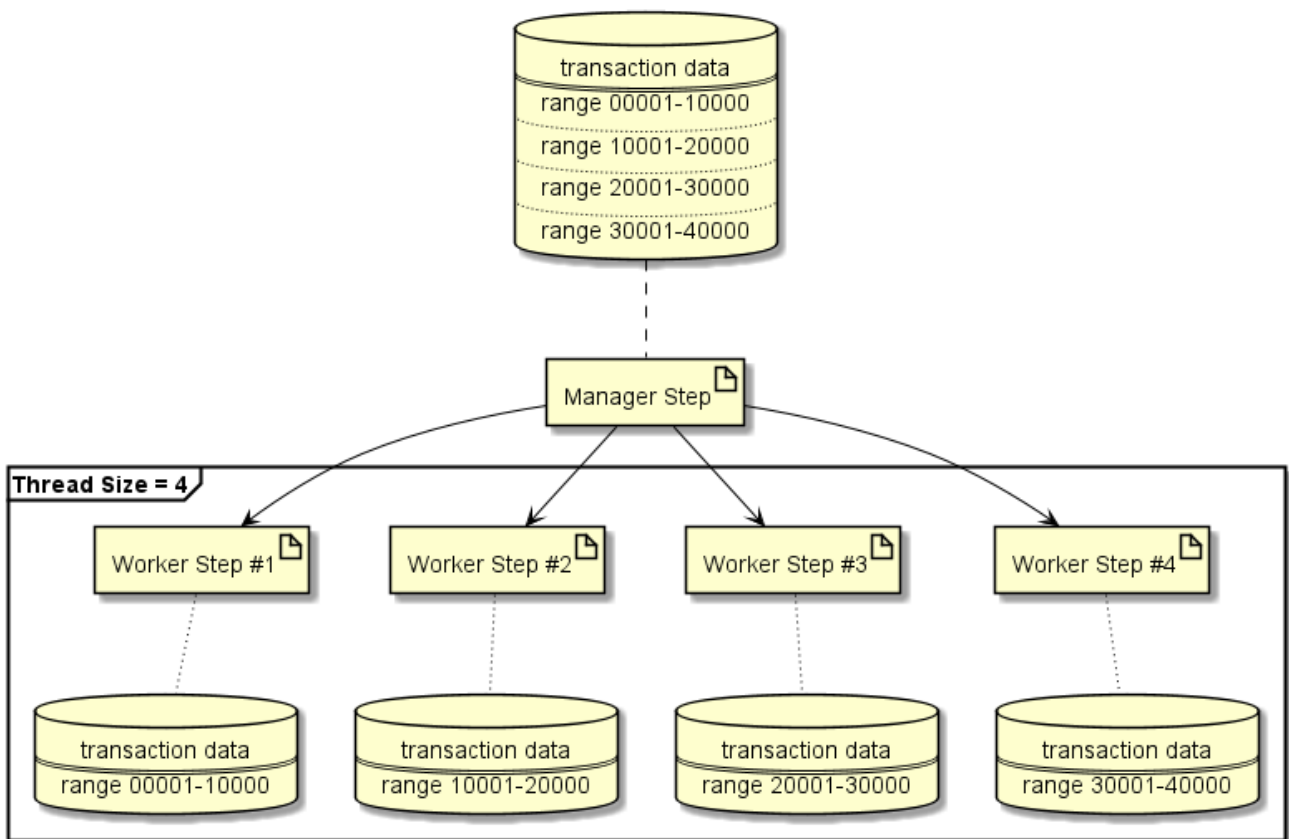 transaction data
range 00001-10000
range 10001-20000
range 20001-30000
range 30001-40000
Manager Step
Thread Size = 4
Worker Step #1
Worker Step #2
Worker Step #3
Worker Step #4
transaction data
range 00001-10000
transaction data
range 10001-20000
transaction data
range 20001-30000
transaction data
range 30001-40000